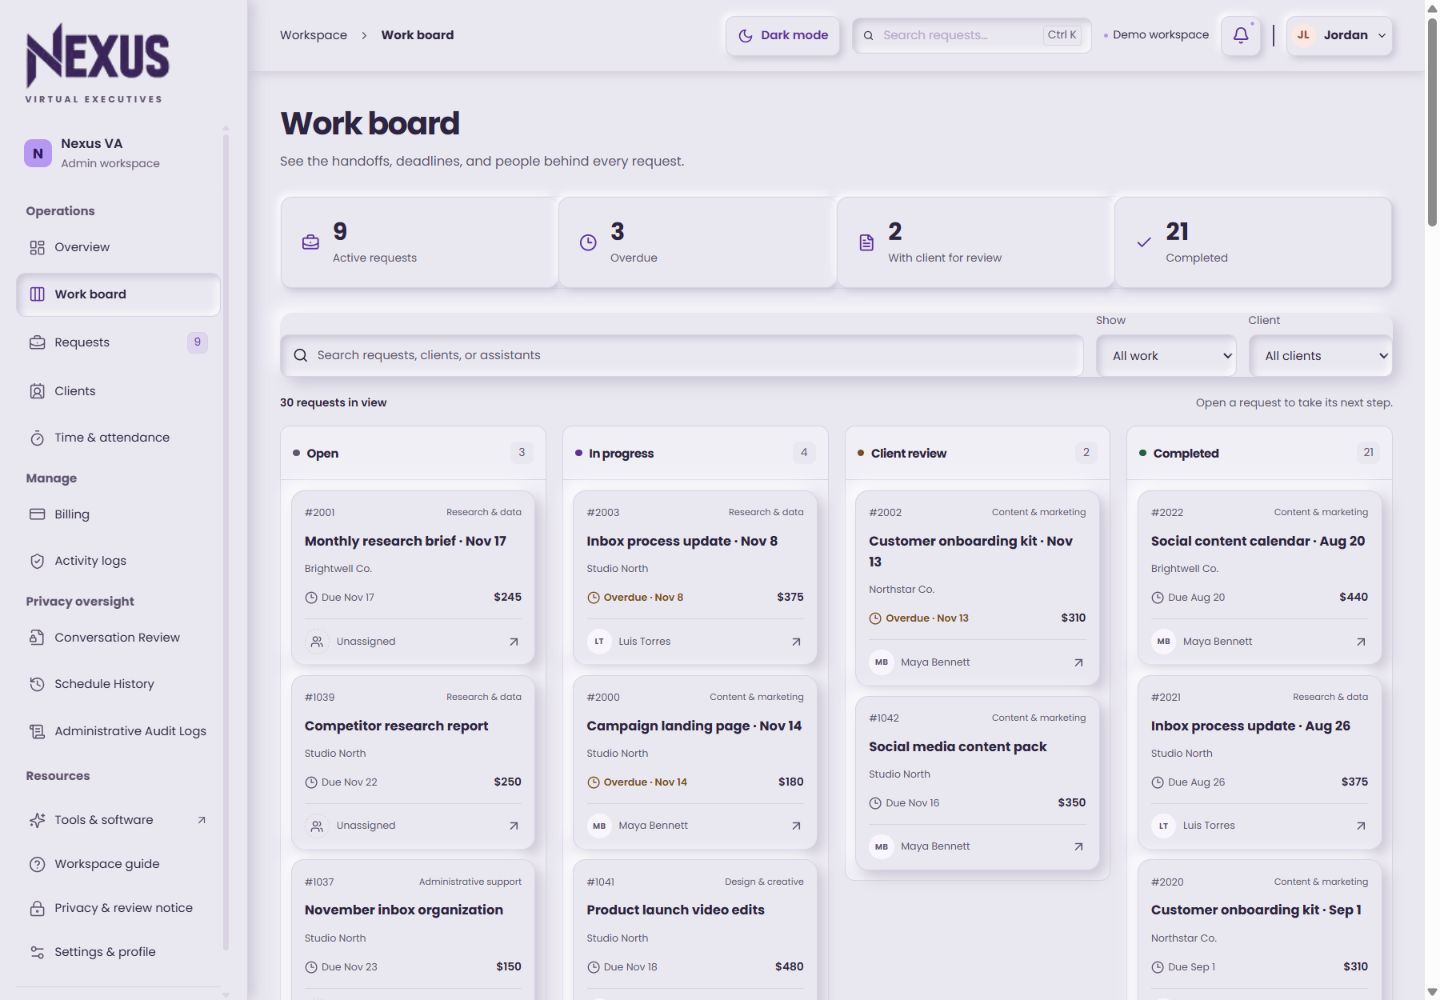 NEXUS
VIRTUAL EXECUTIVES
N
Nexus VA
Admin workspace
Operations
Overview
Work board
Requests 9
Clients
Time & attendance
Manage
Billing
Activity logs
Privacy oversight
Conversation Review
Schedule History
Administrative Audit Logs
Resources
Tools & software
Workspace guide
Privacy & review notice
Settings & profile
Workspace > Work board
Dark mode
Search requests... Ctrl K
Demo workspace
JL Jordan
Work board
See the handoffs, deadlines, and people behind every request.
9
Active requests
3
Overdue
2
With client for review
21
Completed
Search requests, clients, or assistants
Show
All work
Client
All clients
30 requests in view
Open a request to take its next step.
Open 3
#2001 Research & data
Monthly research brief · Nov 17
Brightwell Co.
Due Nov 17 $245
Unassigned
#1039 Research & data
Competitor research report
Studio North
Due Nov 22 $250
Unassigned
#1037 Administrative support
November inbox organization
Studio North
Due Nov 23 $150
In progress 4
#2003 Research & data
Inbox process update · Nov 8
Studio North
Overdue · Nov 8 $375
LT Luis Torres
#2000 Content & marketing
Campaign landing page · Nov 14
Studio North
Overdue · Nov 14 $180
MB Maya Bennett
#1041 Design & creative
Product launch video edits
Studio North
Due Nov 18 $480
Client review 2
#2002 Content & marketing
Customer onboarding kit · Nov
13
Northstar Co.
Overdue · Nov 13 $310
MB Maya Bennett
#1042 Content & marketing
Social media content pack
Studio North
Due Nov 16 $350
MB Maya Bennett
Completed 21
#2022 Content & marketing
Social content calendar · Aug 20
Brightwell Co.
Due Aug 20 $440
MB Maya Bennett
#2021 Research & data
Inbox process update · Aug 26
Studio North
Due Aug 26 $375
LT Luis Torres
#2020 Content & marketing
Customer onboarding kit · Sep 1
Northstar Co.
Due Sep 1 $310